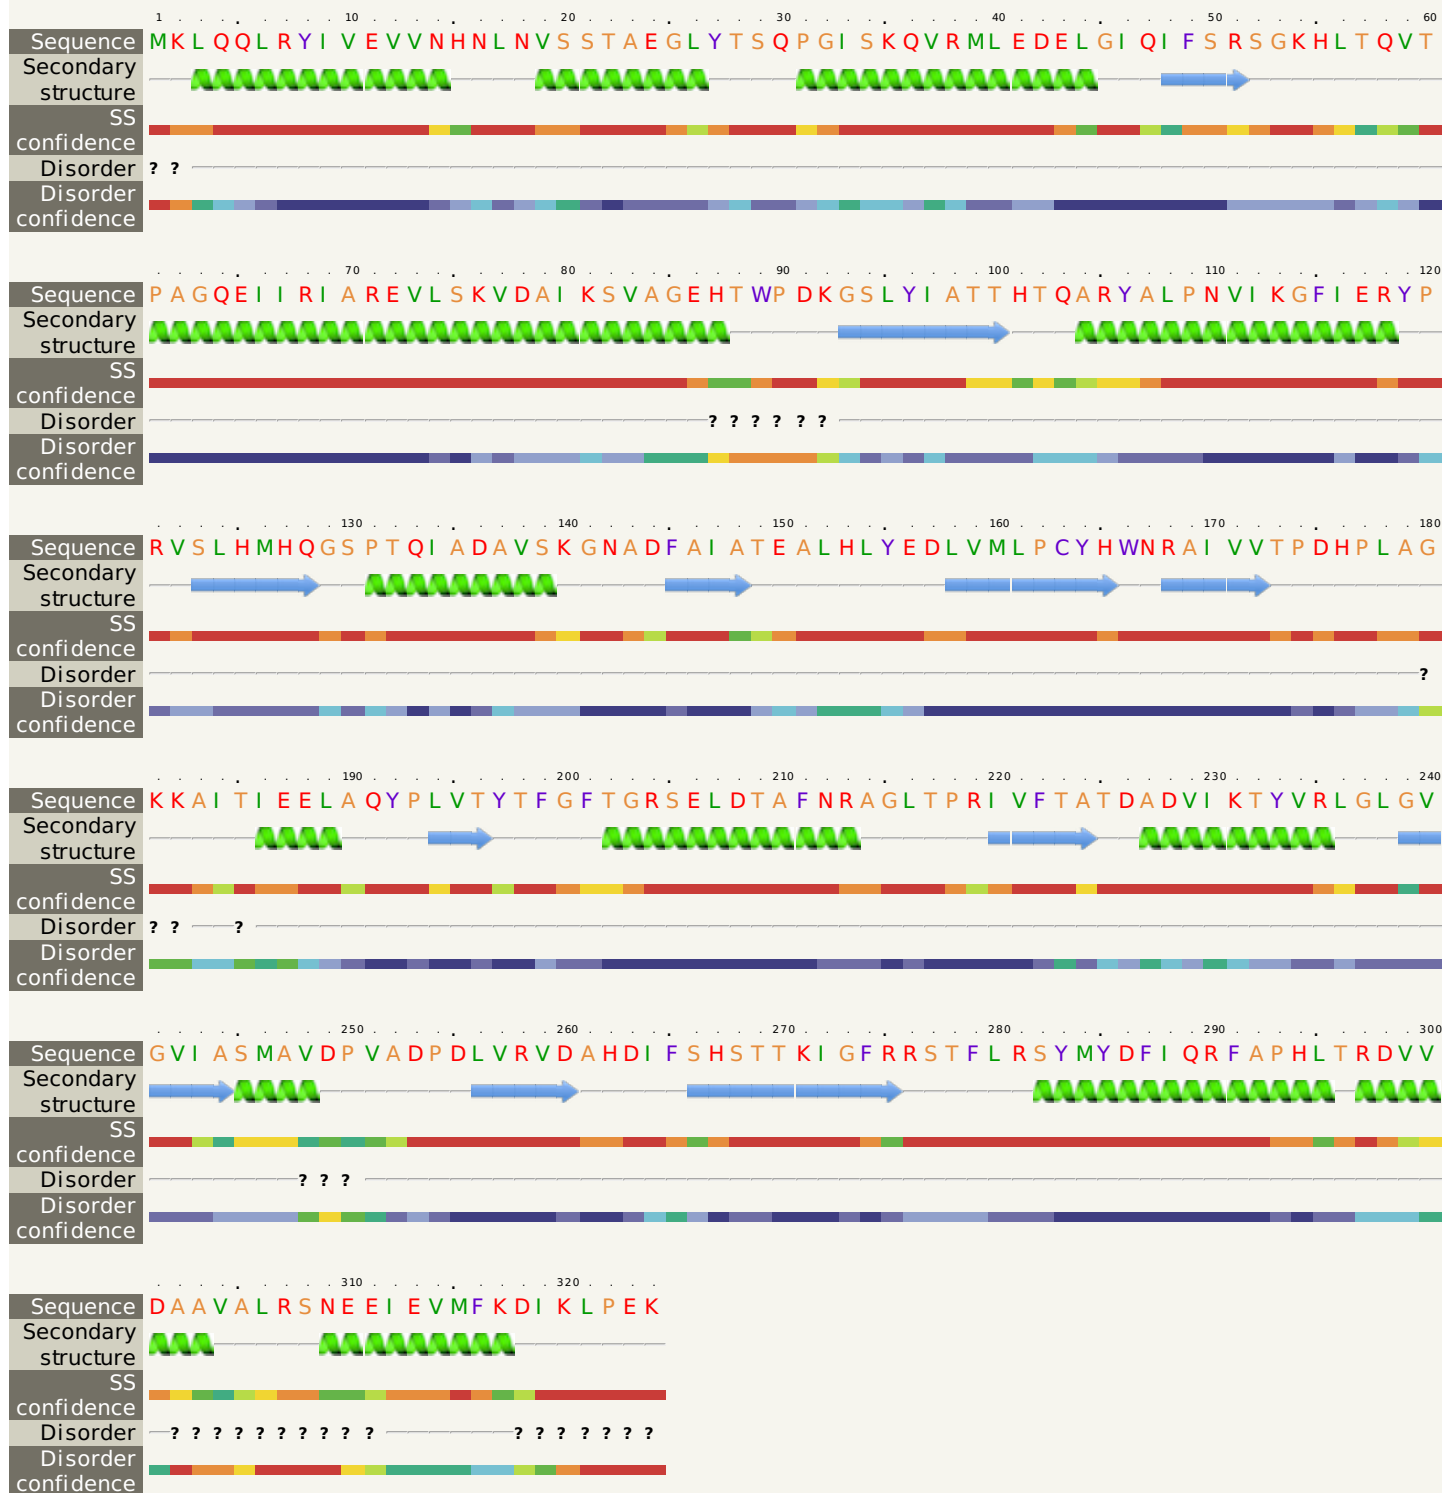 1 10 20 30 40 50 60
Sequence MKLQQLRYIVEVVNHNLNVSSTAEGLYTSQPGISKQVRMLEDELGIQIFSRSGKHLTQVT
Secondary
structure
SS
confidence
Disorder ? ?
Disorder
confidence
70 80 90 100 110 120
Sequence PAGQEIIRIAREVLSKVDAIKSVAGEHTWPDKGSLYIATTHTQARYALPNVIKGFIERYP
Secondary
structure
SS
confidence
Disorder ? ? ? ? ? ?
Disorder
confidence
130 140 150 160 170 180
Sequence RVSLHMHQGSPTQIADAVSKGNADFAIATEALHLYEDLVMLPCYHWNRAIVVTPDHPLAG
Secondary
structure
SS
confidence
Disorder ?
Disorder
confidence
190 200 210 220 230 240
Sequence KKAITIEELAQYPLVTYTFGFTGRSELDTAFNRAGLTPRIVFTATDADVIKTYVRLGLGV
Secondary
structure
SS
confidence
Disorder ? ? ?
Disorder
confidence
250 260 270 280 290 300
Sequence GVIASMAVDPVADPDLVRVDAHDIFSHSTTKIGFRRSTFLRSYMYDFIQRFAPHLTRDVV
Secondary
structure
SS
confidence
Disorder ? ? ?
Disorder
confidence
310 320
Sequence DAAVALRSNEEIEVMFKDIKLPEK
Secondary
structure
SS
confidence
Disorder ? ? ? ? ? ? ? ? ? ? ? ? ? ? ? ? ?
Disorder
confidence